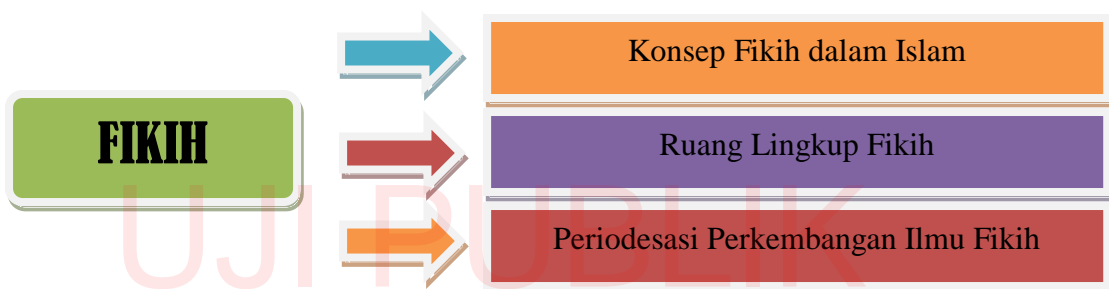 Konsep Fikih dalam Islam
FIKIH
Ruang Lingkup Fikih
UJI PUBLIK
Periodesasi Perkembangan Ilmu Fikih